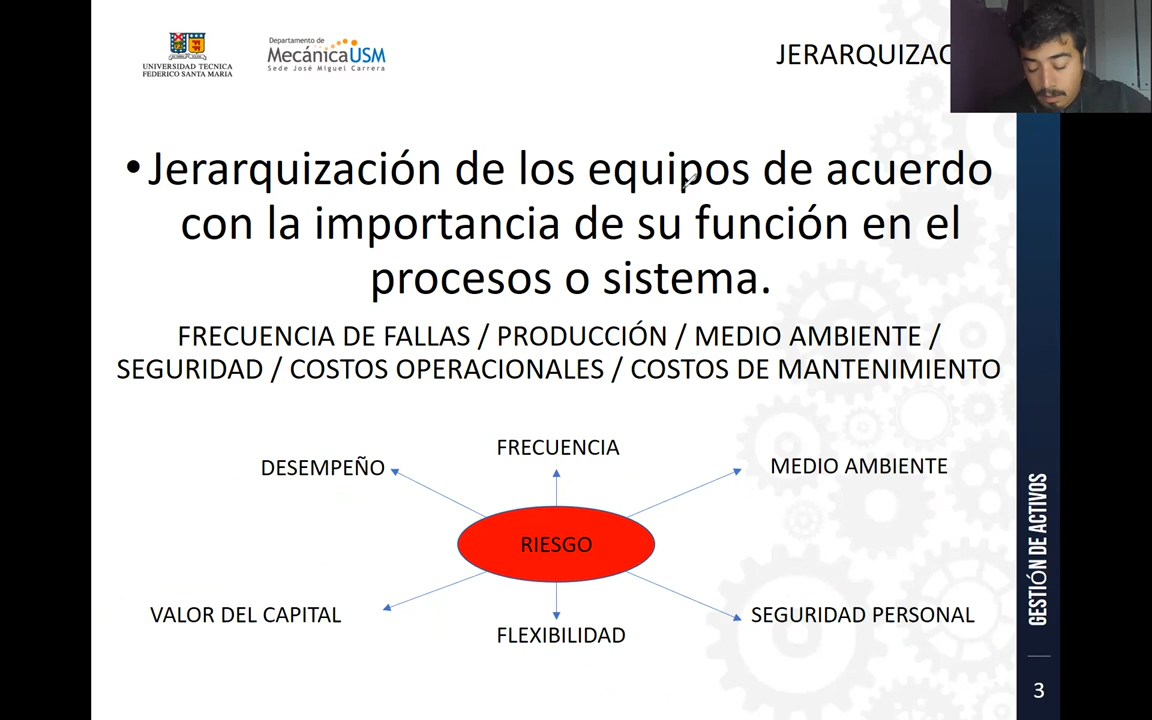 UNIVERSIDAD TECNICA
FEDERICO SANTA MARIA
Departamento de
MecánicaUSM
Sede José Miguel Carrera
JERARQUIZAC
• Jerarquización de los equipos de acuerdo
con la importancia de su función en el
procesos o sistema.
FRECUENCIA DE FALLAS / PRODUCCIÓN / MEDIO AMBIENTE /
SEGURIDAD / COSTOS OPERACIONALES / COSTOS DE MANTENIMIENTO
FRECUENCIA
DESEMPEÑO
MEDIO AMBIENTE
RIESGO
VALOR DEL CAPITAL
SEGURIDAD PERSONAL
FLEXIBILIDAD
GESTIÓN DE ACTIVOS
3